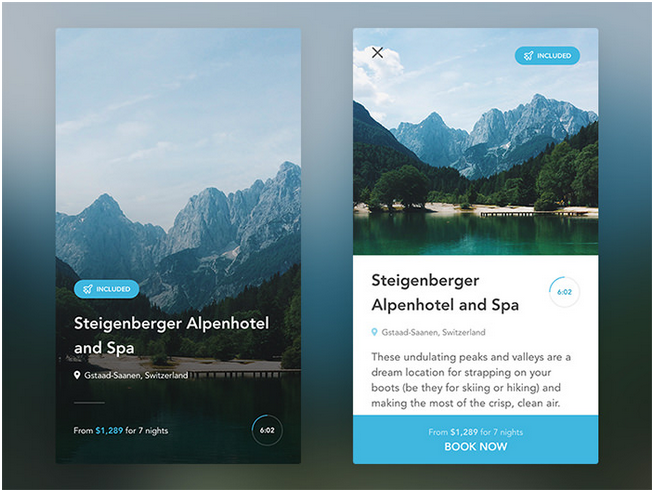 INCLUDED
Steigenberger Alpenhotel
and Spa
Gstaad-Saanen, Switzerland
From $1,289 for 7 nights
6:02
INCLUDED
Steigenberger
Alpenhotel and Spa
6:02
Gstaad-Saanen, Switzerland
These undulating peaks and valleys are a
dream location for strapping on your
boots (be they for skiing or hiking) and
making the most of the crisp, clean air.
From $1,289 for 7 nights
BOOK NOW